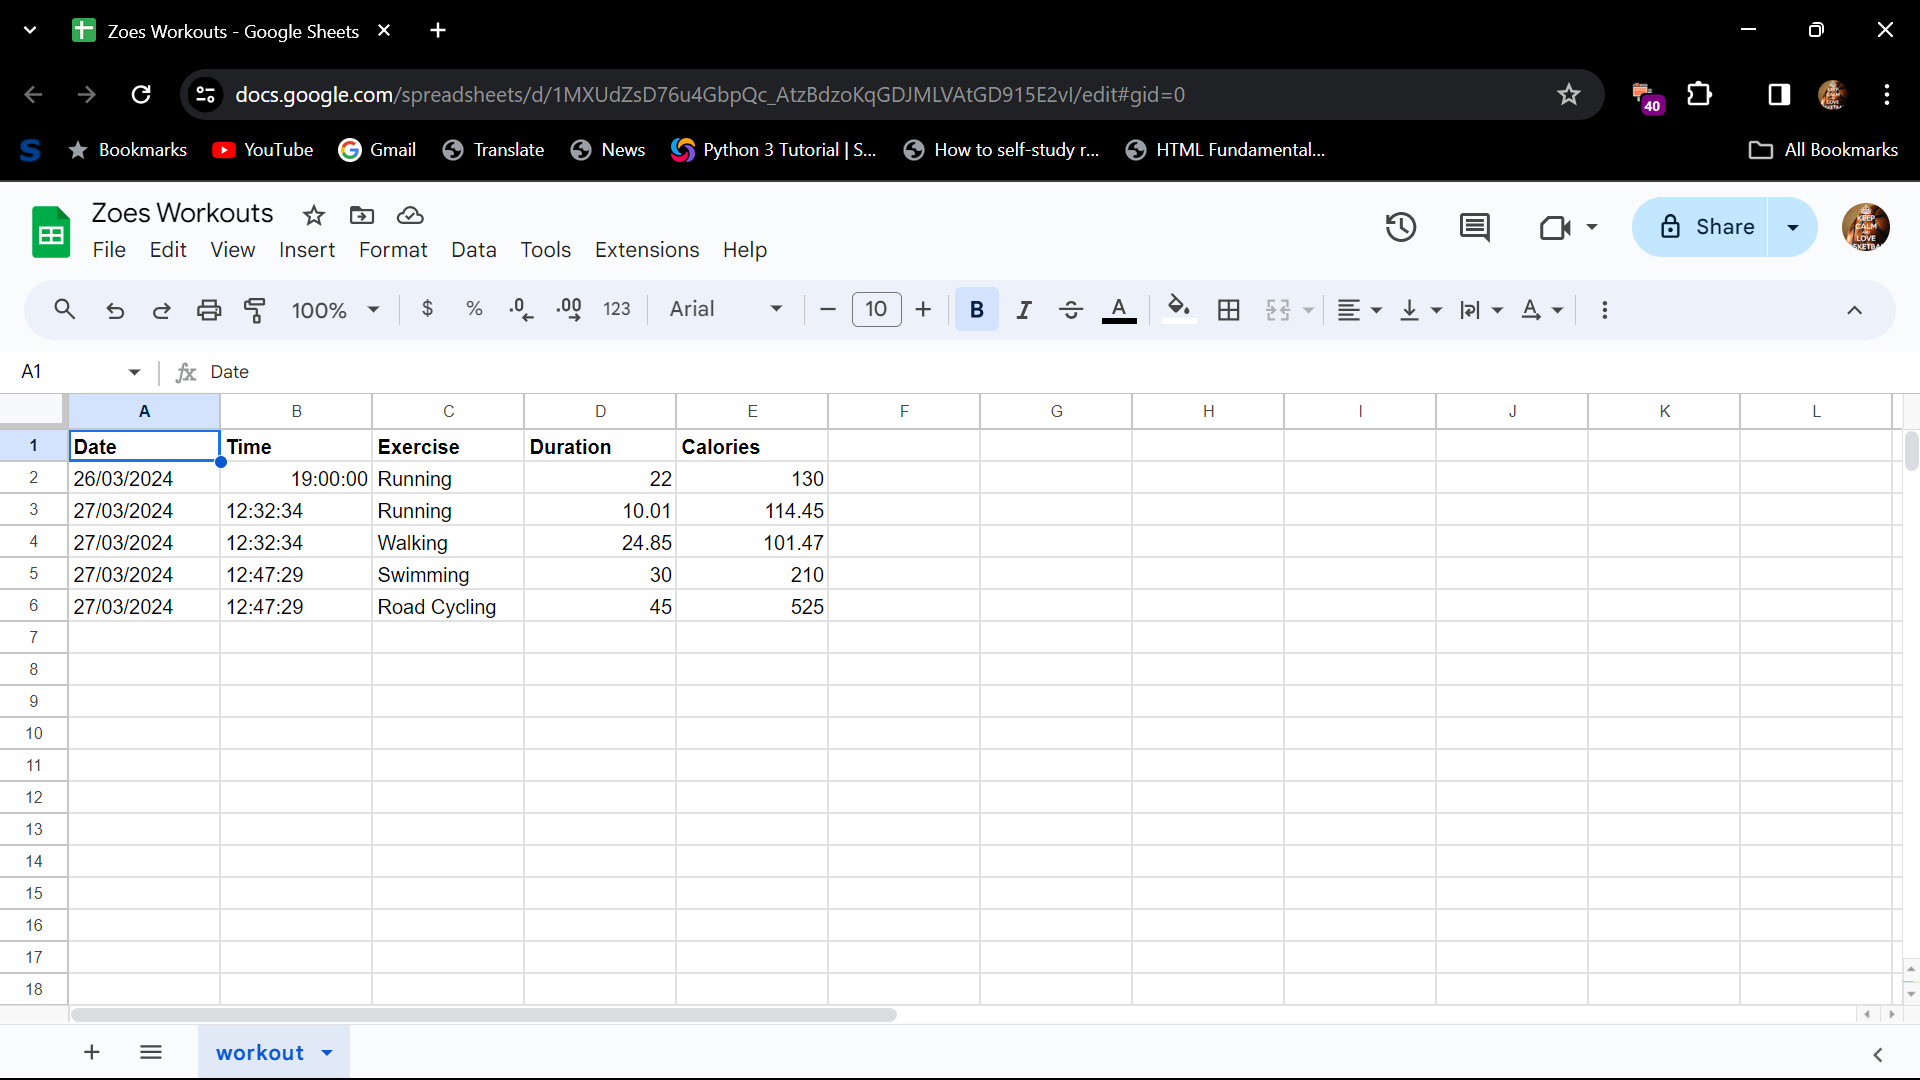 Zoes Workouts - Google Sheets
docs.google.com/spreadsheets/d/1MXUdZsD76u4GbpQc_AtzBdzoKqGDJMLVAtGD915E2vI/edit#gid=0
40
Bookmarks YouTube Gmail Translate News Python 3 Tutorial | S... How to self-study r... HTML Fundamental... All Bookmarks
Zoes Workouts
File Edit View Insert Format Data Tools Extensions Help
Share
KEEP CALM AND LOVE
100% $ % .0 .00 123 Arial 10 B I S A
A1 fx Date
A B C D E F G H I J K L
1 Date Time Exercise Duration Calories
2 26/03/2024 19:00:00 Running 22 130
3 27/03/2024 12:32:34 Running 10.01 114.45
4 27/03/2024 12:32:34 Walking 24.85 101.47
5 27/03/2024 12:47:29 Swimming 30 210
6 27/03/2024 12:47:29 Road Cycling 45 525
7
8
9
10
11
12
13
14
15
16
17
18
workout